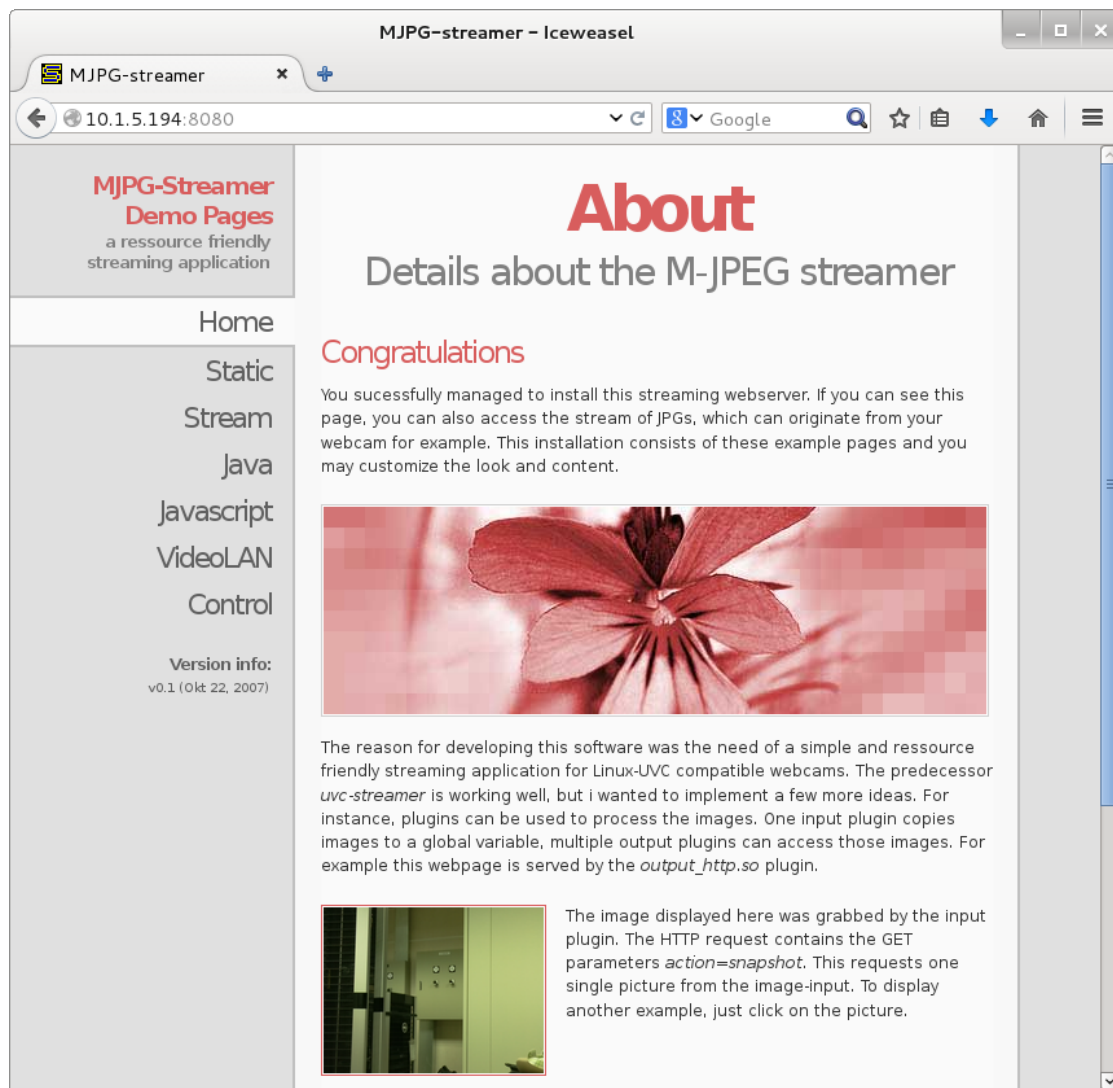 MJPG-streamer - Iceweasel
MJPG-streamer
10.1.5.194:8080
Google
MJPG-Streamer
Demo Pages
a ressource friendly
streaming application
Home
Static
Stream
Java
Javascript
VideoLAN
Control
Version info:
v0.1 (Okt 22, 2007)
About
Details about the M-JPEG streamer
Congratulations
You sucessfully managed to install this streaming webserver. If you can see this
page, you can also access the stream of JPGs, which can originate from your
webcam for example. This installation consists of these example pages and you
may customize the look and content.
The reason for developing this software was the need of a simple and ressource
friendly streaming application for Linux-UVC compatible webcams. The predecessor
uvc-streamer is working well, but i wanted to implement a few more ideas. For
instance, plugins can be used to process the images. One input plugin copies
images to a global variable, multiple output plugins can access those images. For
example this webpage is served by the output_http.so plugin.
The image displayed here was grabbed by the input
plugin. The HTTP request contains the GET
parameters action=snapshot. This requests one
single picture from the image-input. To display
another example, just click on the picture.